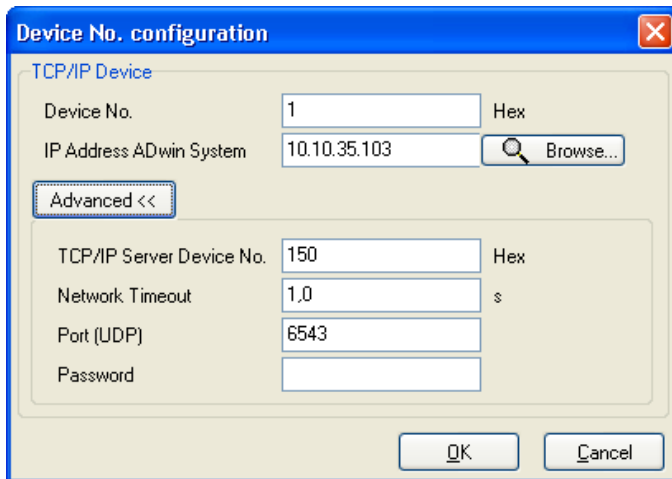 Device No. configuration
TCP/IP Device
Device No. 1 Hex
IP Address ADwin System 10.10.35.103 Browse...
Advanced <<
TCP/IP Server Device No. 150 Hex
Network Timeout 1,0 s
Port (UDP) 6543
Password
OK Cancel